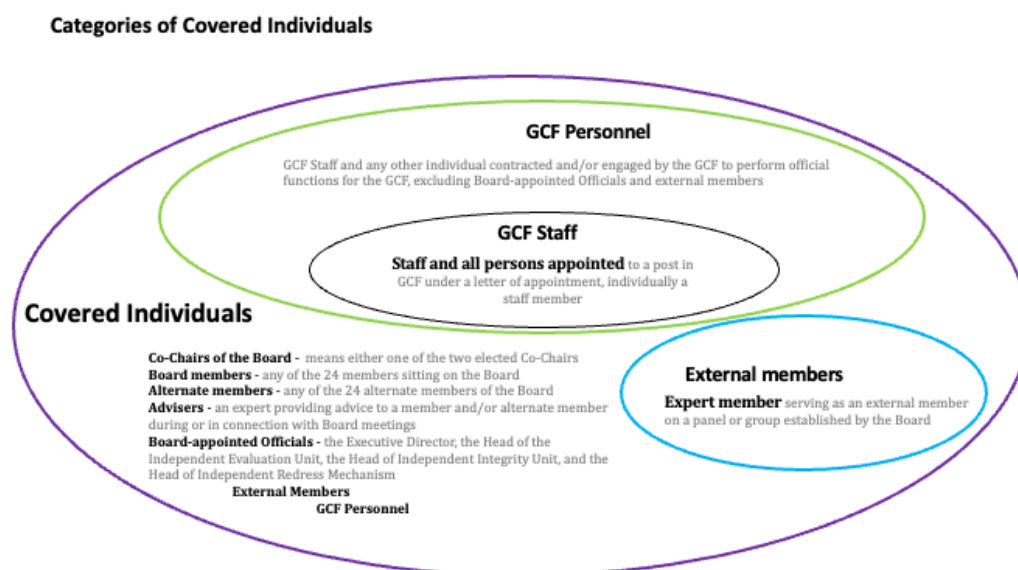 Categories of Covered Individuals
GCF Personnel
GCF Staff and any other individual contracted and/or engaged by the GCF to perform official
functions for the GCF, excluding Board-appointed Officials and external members
GCF Staff
Staff and all persons appointed to a post in
GCF under a letter of appointment, individually a
staff member
Covered Individuals
Co-Chairs of the Board - means either one of the two elected Co-Chairs
Board members - any of the 24 members sitting on the Board
Alternate members - any of the 24 alternate members of the Board
Advisers - an expert providing advice to a member and/or alternate member
during or in connection with Board meetings
Board-appointed Officials - the Executive Director, the Head of the
Independent Evaluation Unit, the Head of Independent Integrity Unit, and the
Head of Independent Redress Mechanism
External Members
GCF Personnel
External members
Expert member serving as an external member
on a panel or group established by the Board